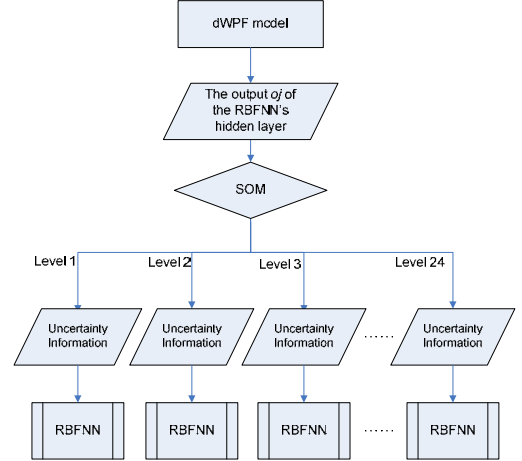 dWPF model
The output oj of
the RBFNN's
hidden layer
SOM
Level 1
Level 2
Level 3
Level 24
Uncertainty
Information
Uncertainty
Information
Uncertainty
Information
......
Uncertainty
Information
RBFNN
RBFNN
RBFNN
......
RBFNN